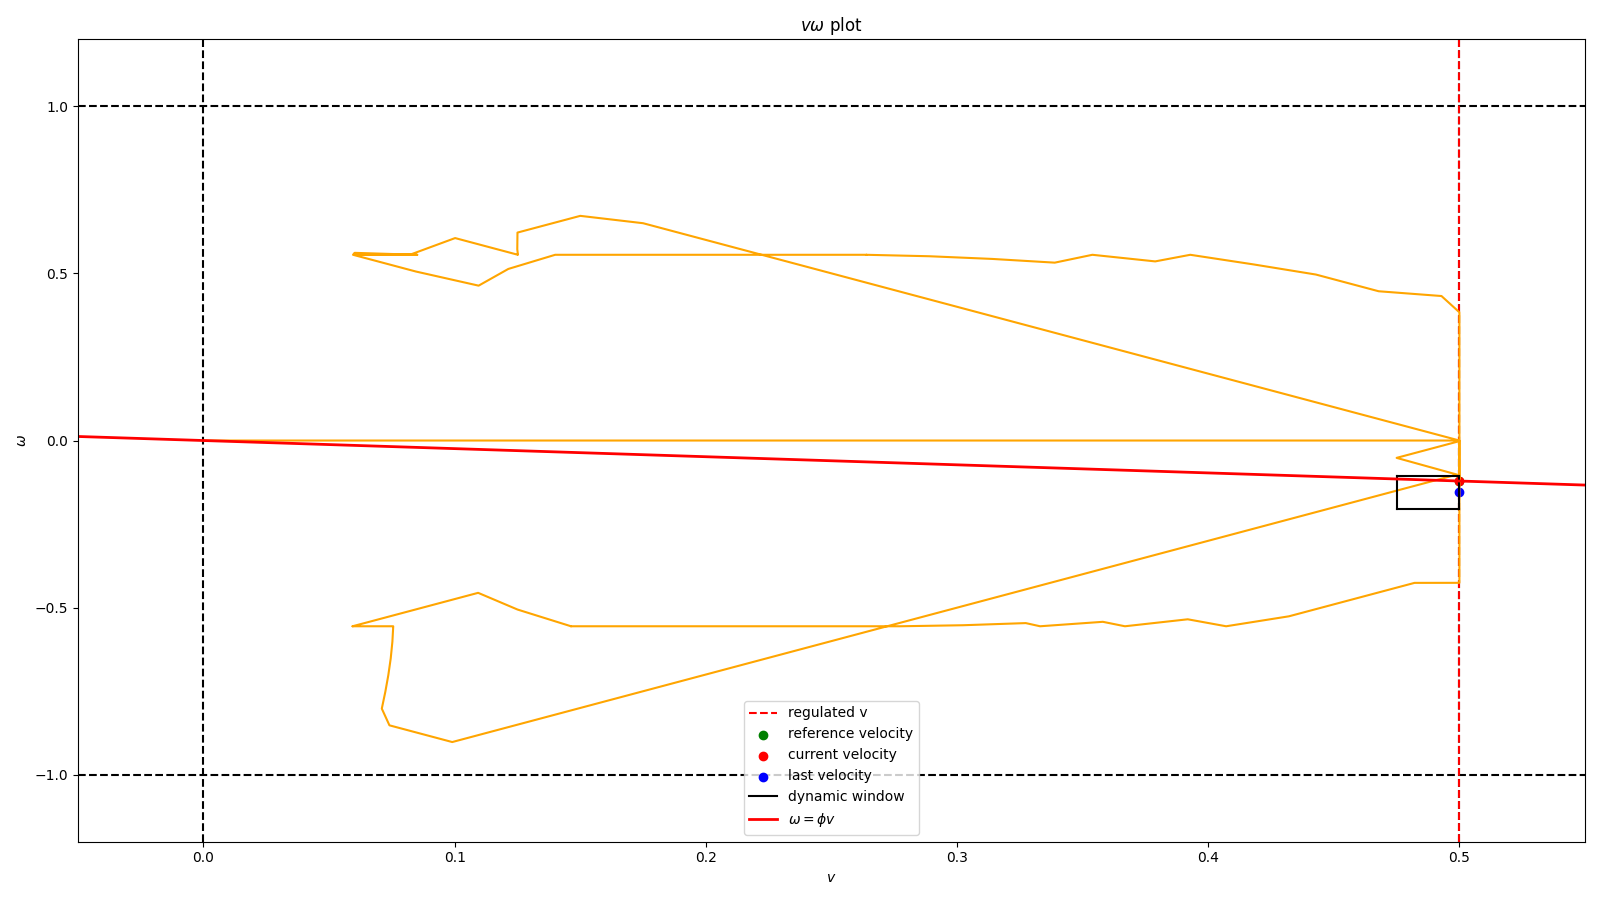 vω plot
1.0
0.5
0.0
−0.5
−1.0
ω
0.0
0.1
0.2
0.3
0.4
0.5
v
regulated v
reference velocity
current velocity
last velocity
dynamic window
ω = ϕv